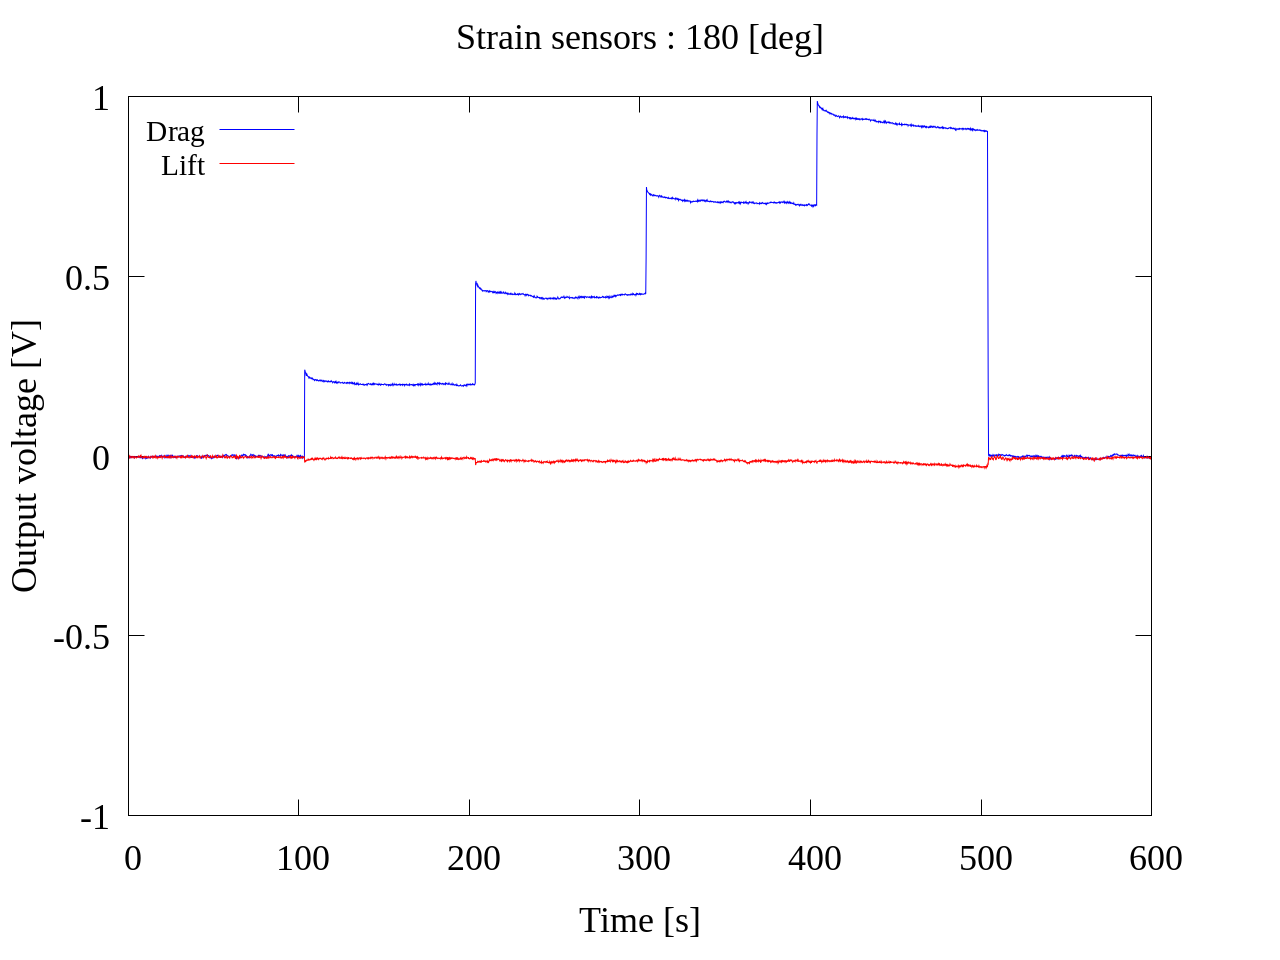 Strain sensors : 180 [deg]
Drag
Lift
1
0.5
0
-0.5
-1
Output voltage [V]
0 100 200 300 400 500 600
Time [s]